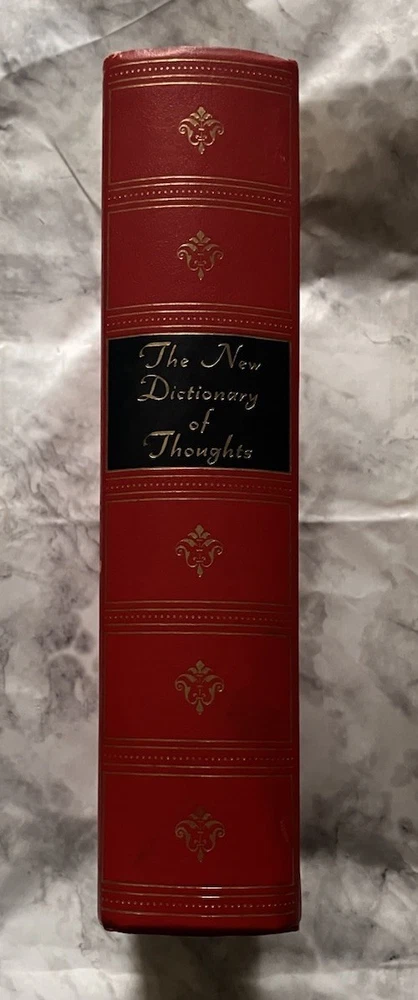 The New
Dictionary
of
Thoughts